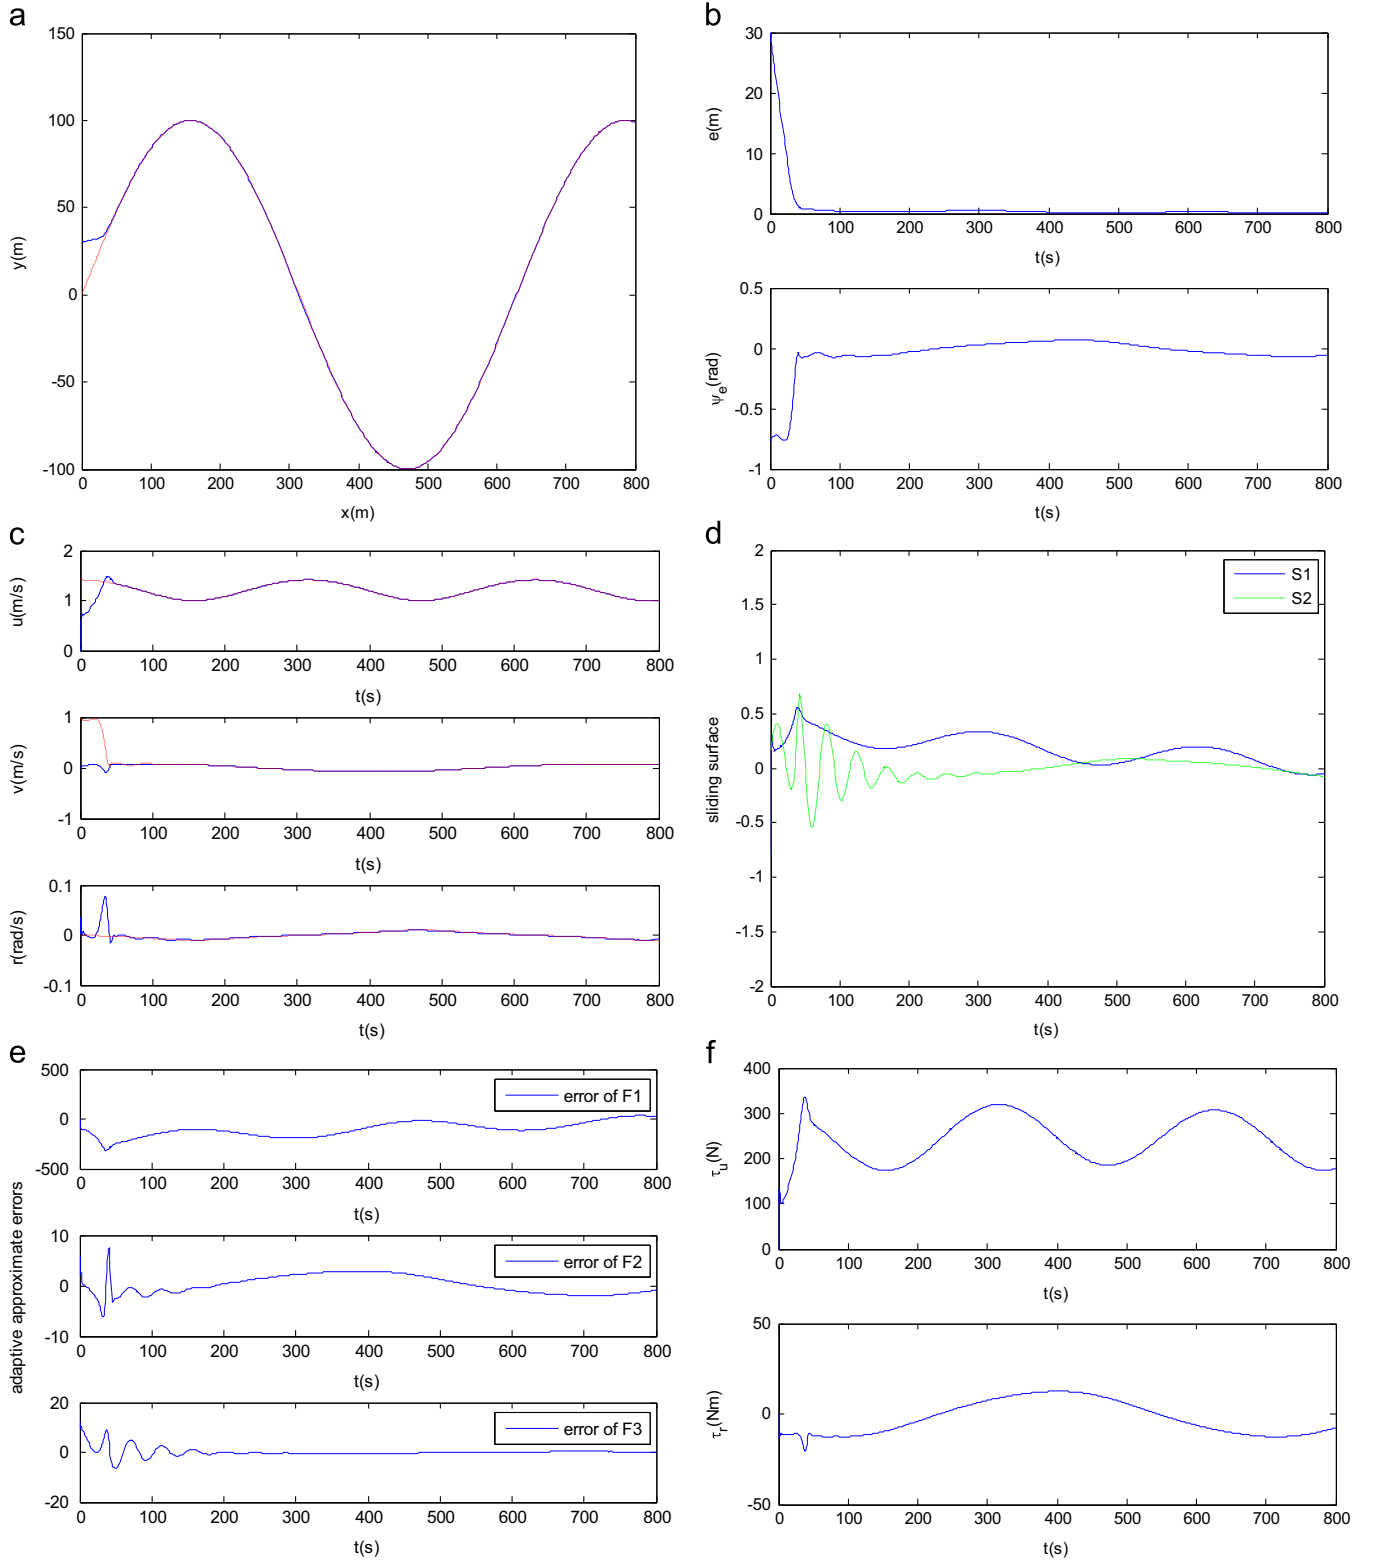 a
150
100
50
0
-50
-100
y(m)
0 100 200 300 400 500 600 700 800
x(m)
b
30
20
10
0
e(m)
0 100 200 300 400 500 600 700 800
t(s)
0.5
0
-0.5
-1
ψe(rad)
0 100 200 300 400 500 600 700 800
t(s)
c
2
1
0
u(m/s)
0 100 200 300 400 500 600 700 800
t(s)
1
0
-1
v(m/s)
0 100 200 300 400 500 600 700 800
t(s)
0.1
0
-0.1
r(rad/s)
0 100 200 300 400 500 600 700 800
t(s)
d
2
1.5
1
0.5
0
-0.5
-1
-1.5
-2
sliding surface
S1
S2
0 100 200 300 400 500 600 700 800
t(s)
e
adaptive approximate errors
500
0
-500
error of F1
0 100 200 300 400 500 600 700 800
t(s)
10
0
-10
error of F2
0 100 200 300 400 500 600 700 800
t(s)
20
0
-20
error of F3
0 100 200 300 400 500 600 700 800
t(s)
f
400
300
200
100
0
τu(N)
0 100 200 300 400 500 600 700 800
t(s)
50
0
-50
τr(Nm)
0 100 200 300 400 500 600 700 800
t(s)